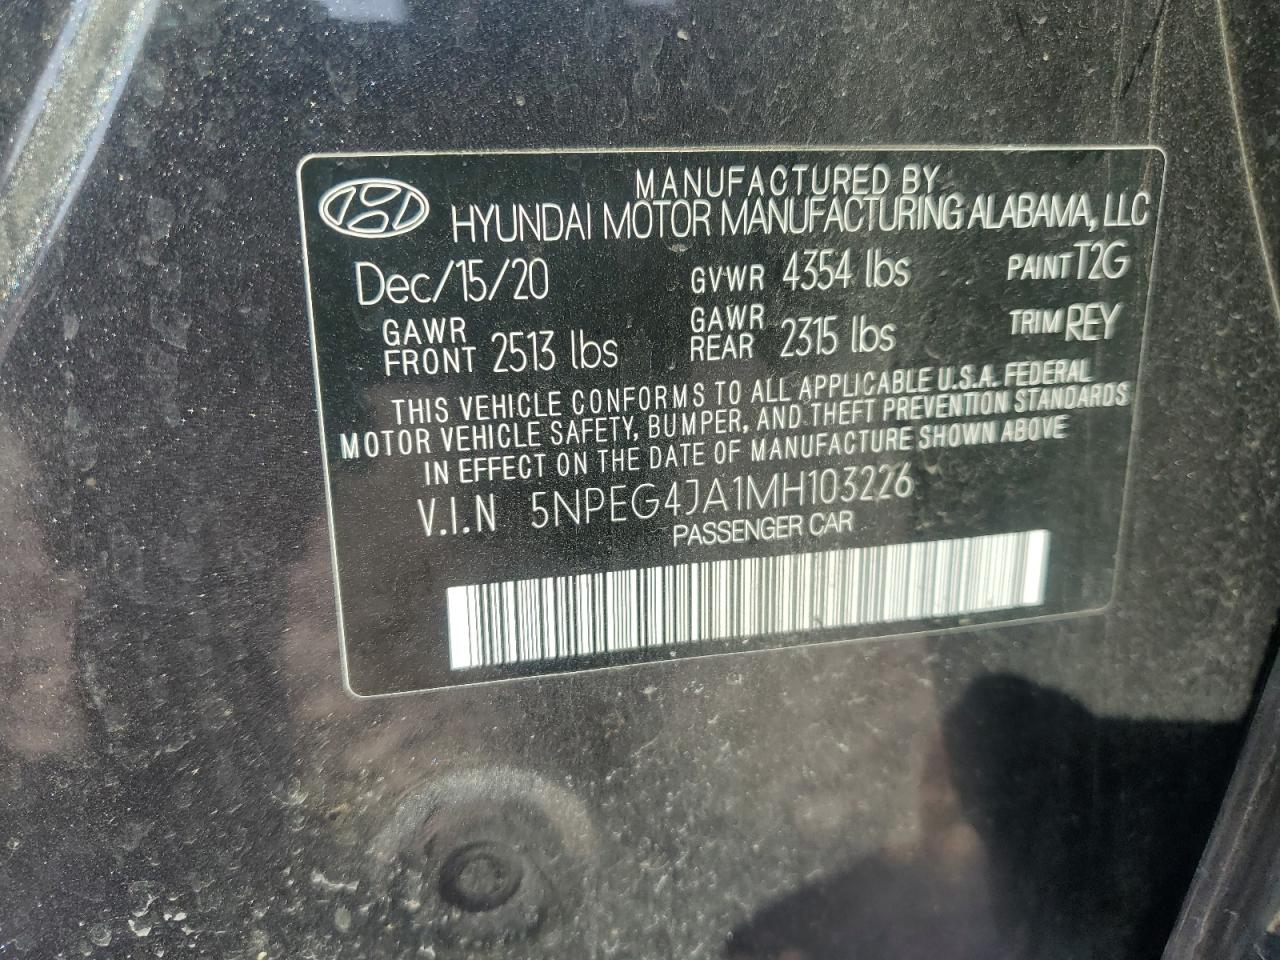 MANUFACTURED BY
HYUNDAI MOTOR MANUFACTURING ALABAMA, LLC
Dec/15/20 GVWR 4354 lbs PAINT T2G
GAWR FRONT 2513 lbs GAWR REAR 2315 lbs TRIM REY
THIS VEHICLE CONFORMS TO ALL APPLICABLE U.S.A. FEDERAL
MOTOR VEHICLE SAFETY, BUMPER, AND THEFT PREVENTION STANDARDS
IN EFFECT ON THE DATE OF MANUFACTURE SHOWN ABOVE
V.I.N 5NPEG4JA1MH103226
PASSENGER CAR